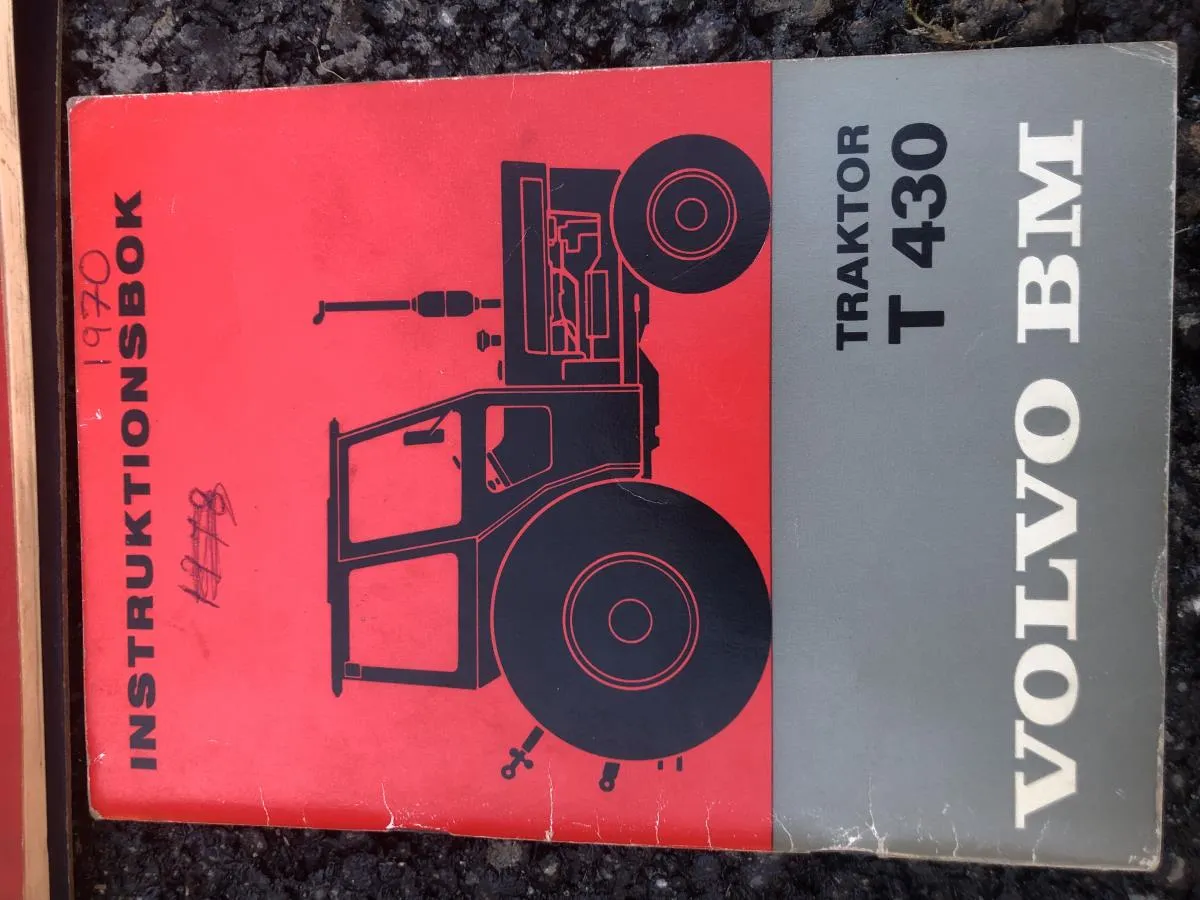 1970
INSTRUKTIONSBOK
TRAKTOR
T 430
VOLVO BM